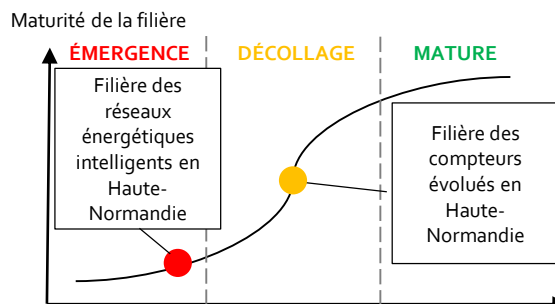 Maturité de la filière
ÉMERGENCE
DÉCOLLAGE
MATURE
Filière des
réseaux
énergétiques
intelligents en
Haute-
Normandie
Filière des
compteurs
évolués en
Haute-
Normandie